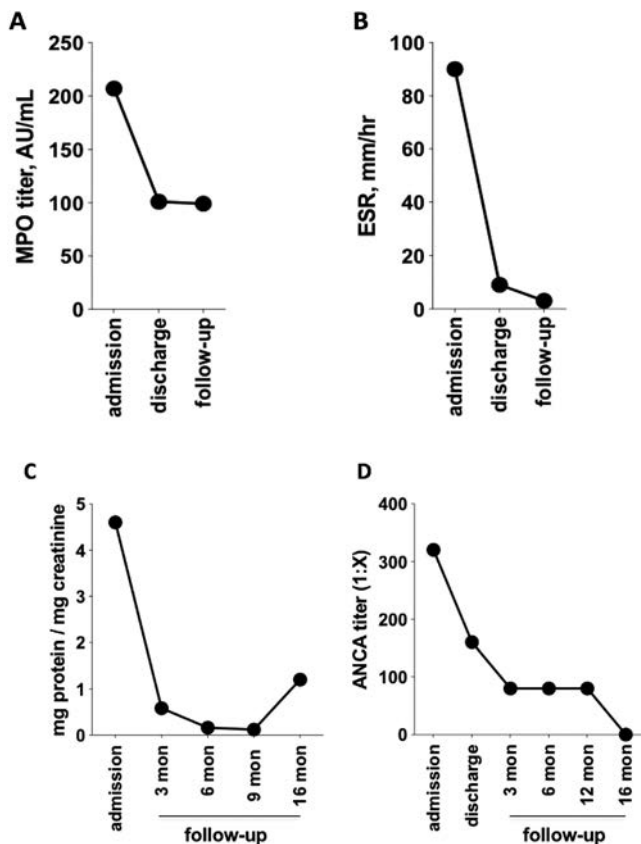 A
MPO titer, AU/mL
250
200
150
100
50
0
admission
discharge
follow-up
B
ESR, mm/hr
100
80
60
40
20
0
admission
discharge
follow-up
C
mg protein / mg creatinine
5
4
3
2
1
0
admission
3 mon
6 mon
9 mon
16 mon
follow-up
D
ANCA titer (1:X)
400
300
200
100
0
admission
discharge
3 mon
6 mon
12 mon
16 mon
follow-up